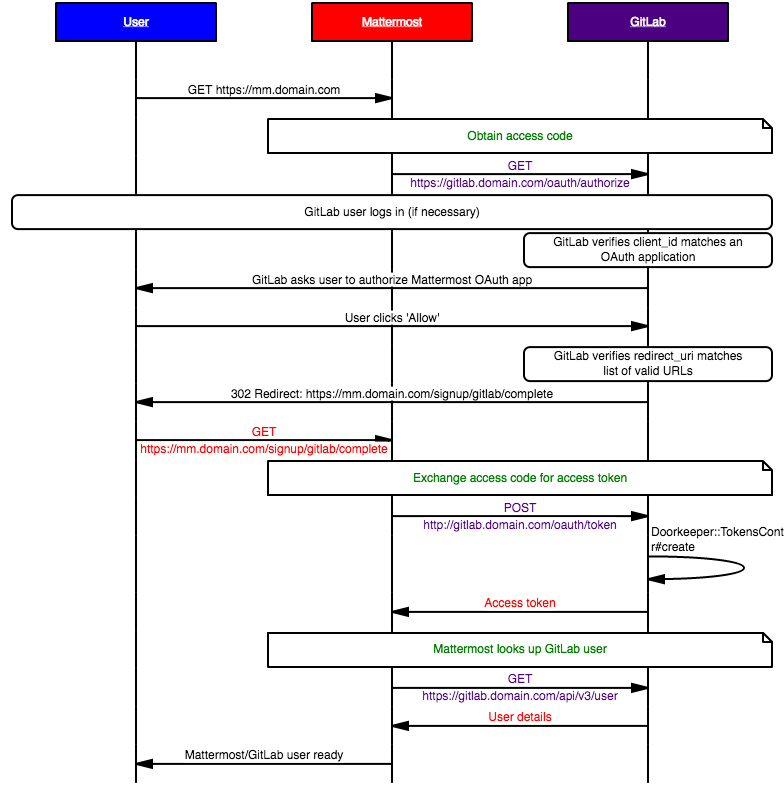 User
Mattermost
GitLab
GET https://mm.domain.com
Obtain access code
GET
https://gitlab.domain.com/oauth/authorize
GitLab user logs in (if necessary)
GitLab verifies client_id matches an
OAuth application
GitLab asks user to authorize Mattermost OAuth app
User clicks 'Allow'
GitLab verifies redirect_uri matches
list of valid URLs
302 Redirect: https://mm.domain.com/signup/gitlab/complete
GET
https://mm.domain.com/signup/gitlab/complete
Exchange access code for access token
POST
http://gitlab.domain.com/oauth/token
Doorkeeper::TokensCont
r#create
Access token
Mattermost looks up GitLab user
GET
https://gitlab.domain.com/api/v3/user
User details
Mattermost/GitLab user ready